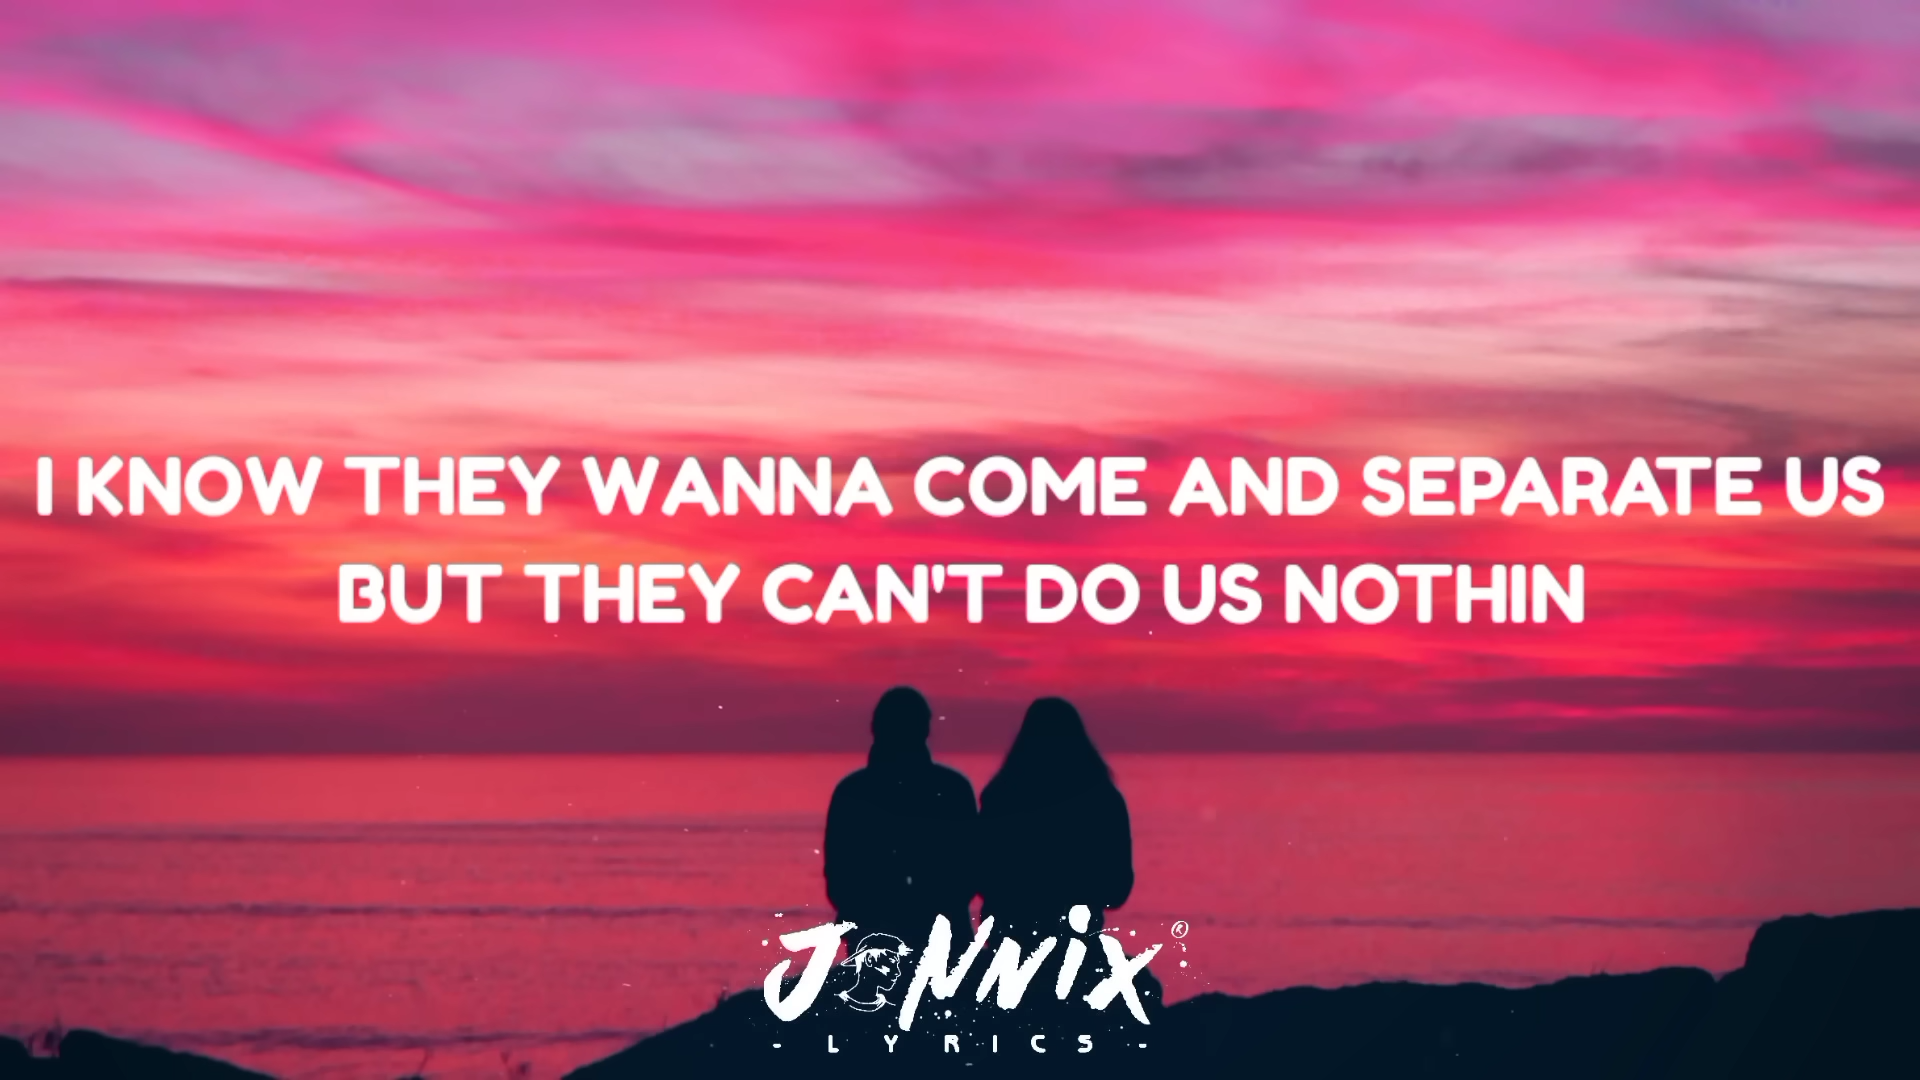 I KNOW THEY WANNA COME AND SEPARATE US
BUT THEY CAN'T DO US NOTHIN
JONNIX ®
- LYRICS -